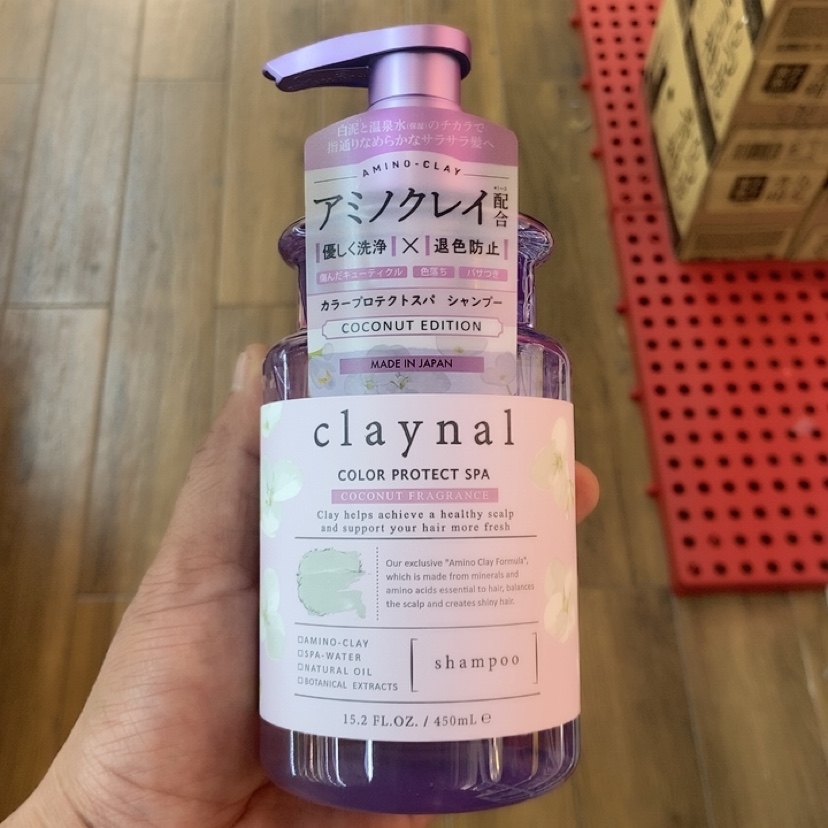 白泥と温泉水(保湿)のチカラで
指通りなめらかなサラサラ髪へ
AMINO-CLAY
アミノクレイ配合
優しく洗浄×退色防止
傷んだキューティクル 色落ち パサつき
カラープロテクトスパ シャンプー
COCONUT EDITION
MADE IN JAPAN
claynal
COLOR PROTECT SPA
COCONUT FRAGRANCE
Clay helps achieve a healthy scalp
and support your hair more fresh
Our exclusive "Amino Clay Formula",
which is made from minerals and
amino acids essential to hair, balances
the scalp and creates shiny hair.
□AMINO-CLAY
□SPA-WATER
□NATURAL OIL
□BOTANICAL EXTRACTS
shampoo
15.2 FL.OZ. / 450mL ℮